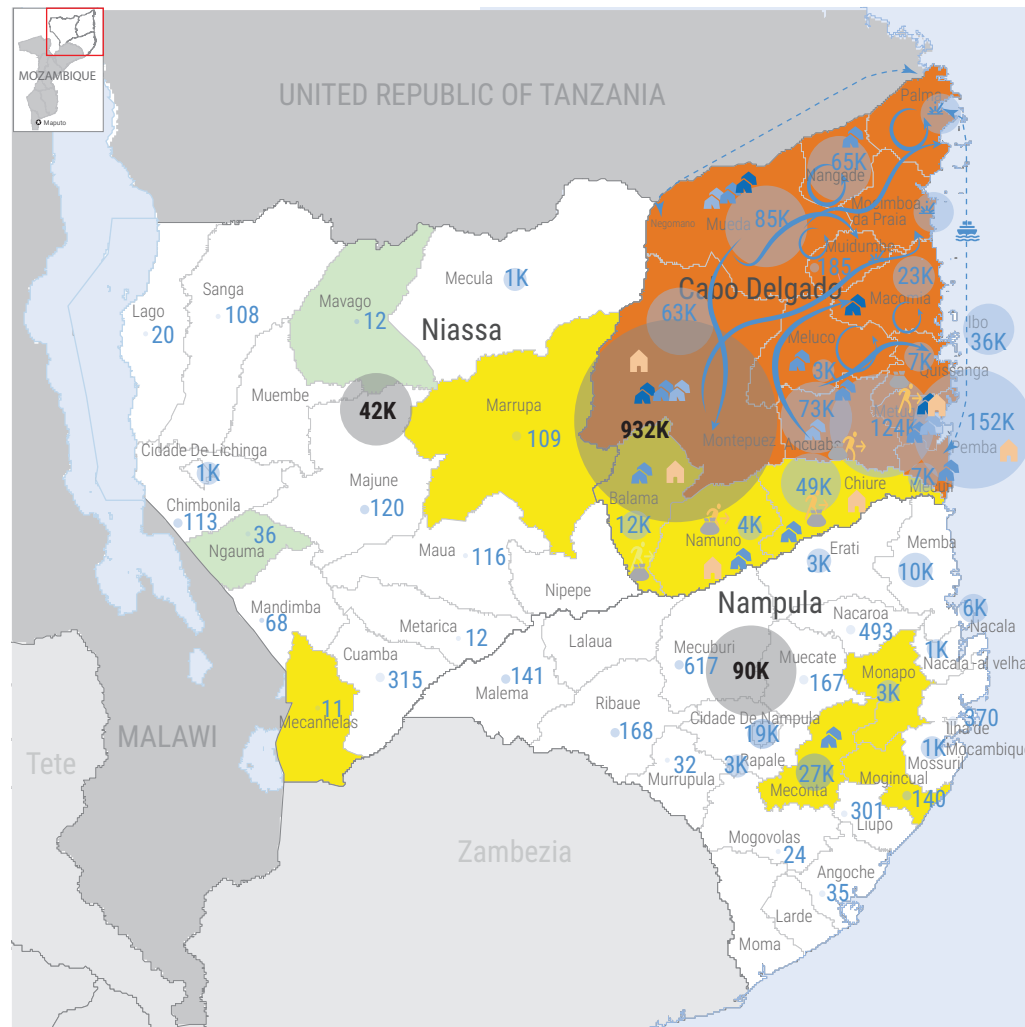 MOZAMBIQUE
Maputo
UNITED REPUBLIC OF TANZANIA
Palma
65K
Nangade
Negomano
Mueda
85K
Mocimboa
da Praia
Muidumbe
185
Mecula
1K
Cabo Delgado
23K
Macomia
Sanga
108
Mavago
12
Lago
20
Niassa
63K
Ibo
36K
Meluco
3K
7K
Quissanga
Muembe
42K
Marrupa
109
932K
Montepuez
73K
Ancuabe
124K
152K
Pemba
Cidade De Lichinga
1K
Majune
120
Chimbonila
113
36
Ngauma
Balama
12K
49K
Chiure
7K
Mecufi
Namuno
4K
Maua
116
Nipepe
Erati
3K
Memba
10K
Mandimba
68
Metarica
12
Lalaua
Nampula
Nacaroa
493
6K
Nacala
Cuamba
315
Malema
141
Mecuburi
617
90K
Muecate
167
Monapo
3K
1K
Nacala -a velha
11
Mecanhelas
Ribaue
168
Cidade De Nampula
19K
370
Ilha de
Mocambique
1K
Mossuril
MALAWI
Tete
32
Murrupula
3K
Rapale
27K
Meconta
Mogincual
140
301
Liupo
Zambezia
Mogovolas
24
Angoche
35
Larde
Moma